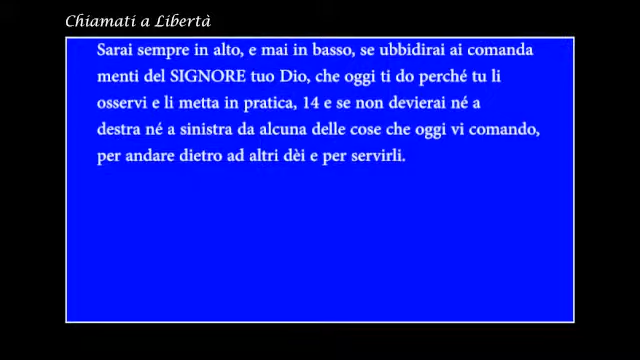 Chiamati a Libertà
Sarai sempre in alto, e mai in basso, se ubbidirai ai comanda
menti del SIGNORE tuo Dio, che oggi ti do perché tu li
osservi e li metta in pratica, 14 e se non devierai né a
destra né a sinistra da alcuna delle cose che oggi vi comando,
per andare dietro ad altri dèi e per servirli.